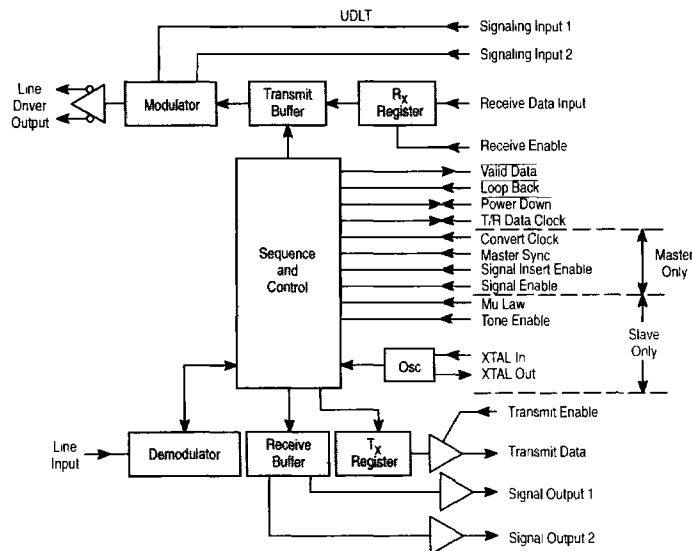 UDLT
Signaling Input 1
Signaling Input 2
Line
Driver
Output
Modulator
Transmit
Buffer
RX
Register
Receive Data Input
Receive Enable
Valid Data
Loop Back
Power Down
T/R Data Clock
Convert Clock
Master Sync
Signal Insert Enable
Signal Enable
Master
Only
Sequence
and
Control
Mu Law
Tone Enable
Slave
Only
Osc
XTAL In
XTAL Out
Transmit Enable
Line
Input
Demodulator
Receive
Buffer
TX
Register
Transmit Data
Signal Output 1
Signal Output 2